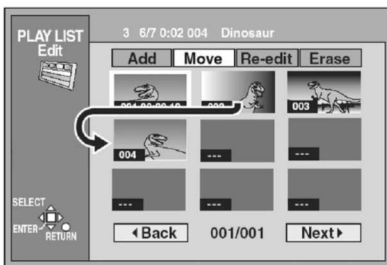 PLAY LIST
Edit
3 6/7 0:02 004 Dinosaur
Add Move Re-edit Erase
003
004 --- ---
--- --- ---
SELECT
ENTER RETURN
Back 001/001 Next